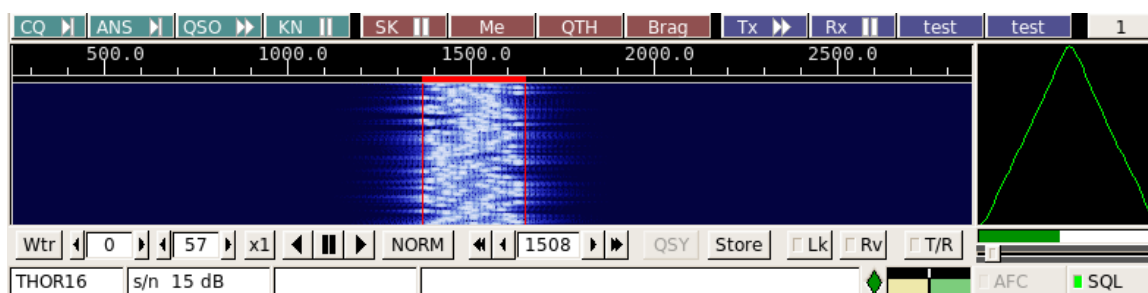 CQ ANS QSO KN SK Me QTH Brag Tx Rx test test 1
500.0 1000.0 1500.0 2000.0 2500.0
Wtr 0 57 x1 NORM 1508 QSY Store Lk Rv T/R
THOR16 s/n 15 dB AFC SQL